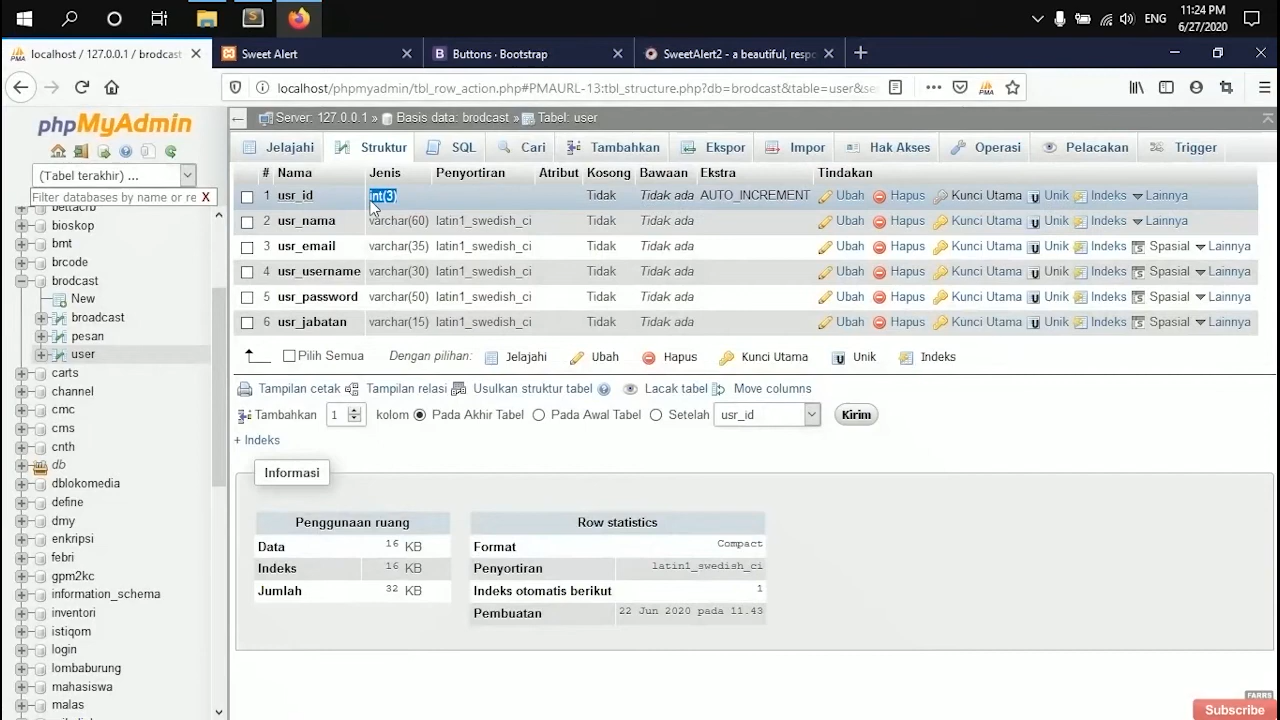 11:24 PM
ENG
6/27/2020
localhost / 127.0.0.1 / brodcast
Sweet Alert
Buttons · Bootstrap
SweetAlert2 - a beautiful, respo
localhost/phpmyadmin/tbl_row_action.php#PMAURL-13:tbl_structure.php?db=brodcast&table=user&se
phpMyAdmin
(Tabel terakhir) ...
Filter databases by name or re X
bettacrb
bioskop
bmt
brcode
brodcast
New
broadcast
pesan
user
carts
channel
cmc
cms
cnth
db
dblokomedia
define
dmy
enkripsi
febri
gpm2kc
information_schema
inventori
istiqom
login
lombaburung
mahasiswa
malas
Server: 127.0.0.1 » Basis data: brodcast » Tabel: user
Jelajahi Struktur SQL Cari Tambahkan Ekspor Impor Hak Akses Operasi Pelacakan Trigger
# Nama Jenis Penyortiran Atribut Kosong Bawaan Ekstra Tindakan
1 usr_id int(3) Tidak Tidak ada AUTO_INCREMENT Ubah Hapus Kunci Utama Unik Indeks Lainnya
2 usr_nama varchar(60) latin1_swedish_ci Tidak Tidak ada Ubah Hapus Kunci Utama Unik Indeks Lainnya
3 usr_email varchar(35) latin1_swedish_ci Tidak Tidak ada Ubah Hapus Kunci Utama Unik Indeks Spasial Lainnya
4 usr_username varchar(30) latin1_swedish_ci Tidak Tidak ada Ubah Hapus Kunci Utama Unik Indeks Spasial Lainnya
5 usr_password varchar(50) latin1_swedish_ci Tidak Tidak ada Ubah Hapus Kunci Utama Unik Indeks Spasial Lainnya
6 usr_jabatan varchar(15) latin1_swedish_ci Tidak Tidak ada Ubah Hapus Kunci Utama Unik Indeks Spasial Lainnya
Pilih Semua Dengan pilihan: Jelajahi Ubah Hapus Kunci Utama Unik Indeks
Tampilan cetak Tampilan relasi Usulkan struktur tabel Lacak tabel Move columns
Tambahkan 1 kolom Pada Akhir Tabel Pada Awal Tabel Setelah usr_id Kirim
+ Indeks
Informasi
Penggunaan ruang
Data 16 KB
Indeks 16 KB
Jumlah 32 KB
Row statistics
Format Compact
Penyortiran latin1_swedish_ci
Indeks otomatis berikut 1
Pembuatan 22 Jun 2020 pada 11.43
FARRS
Subscribe